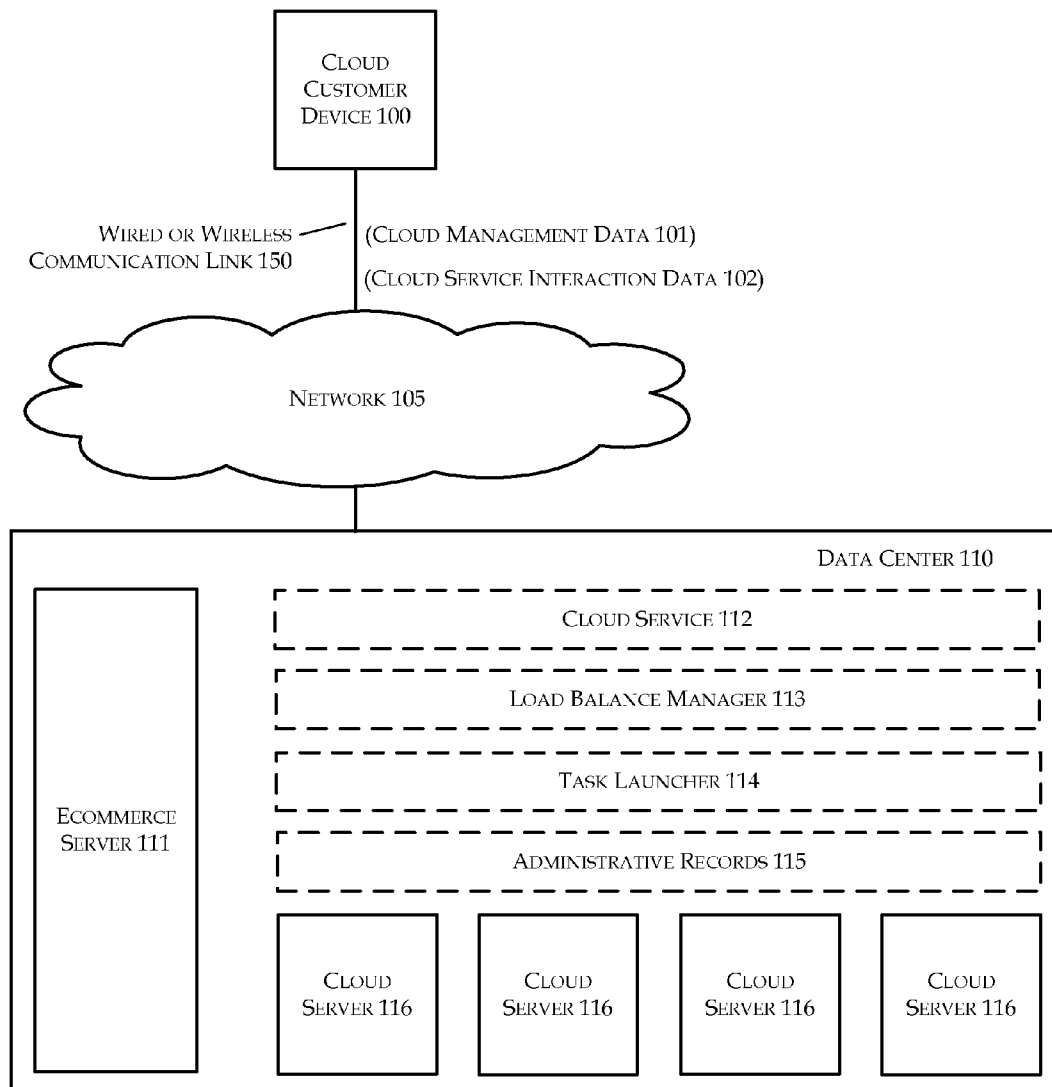 CLOUD
CUSTOMER
DEVICE 100
WIRED OR WIRELESS
COMMUNICATION LINK 150
(CLOUD MANAGEMENT DATA 101)
(CLOUD SERVICE INTERACTION DATA 102)
NETWORK 105
DATA CENTER 110
ECOMMERCE
SERVER 111
CLOUD SERVICE 112
LOAD BALANCE MANAGER 113
TASK LAUNCHER 114
ADMINISTRATIVE RECORDS 115
CLOUD
SERVER 116
CLOUD
SERVER 116
CLOUD
SERVER 116
CLOUD
SERVER 116